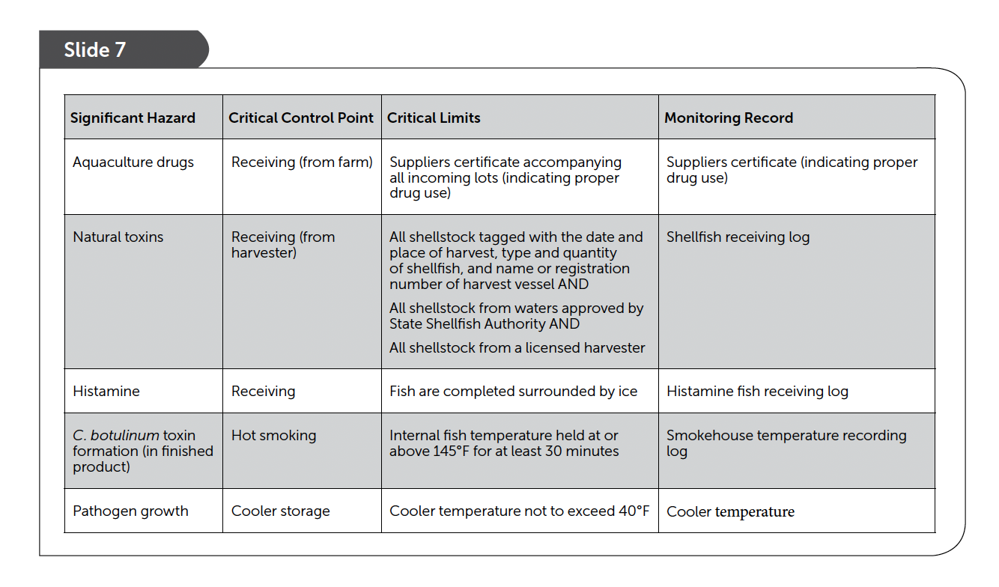 Slide 7
Significant Hazard
Critical Control Point
Critical Limits
Monitoring Record
Aquaculture drugs
Receiving (from farm)
Suppliers certificate accompanying
all incoming lots (indicating proper
drug use)
Suppliers certificate (indicating proper
drug use)
Natural toxins
Receiving (from
harvester)
All shellstock tagged with the date and
place of harvest, type and quantity
of shellfish, and name or registration
number of harvest vessel AND
All shellstock from waters approved by
State Shellfish Authority AND
All shellstock from a licensed harvester
Shellfish receiving log
Histamine
Receiving
Fish are completed surrounded by ice
Histamine fish receiving log
C. botulinum toxin
formation (in finished
product)
Hot smoking
Internal fish temperature held at or
above 145°F for at least 30 minutes
Smokehouse temperature recording
log
Pathogen growth
Cooler storage
Cooler temperature not to exceed 40°F
Cooler temperature